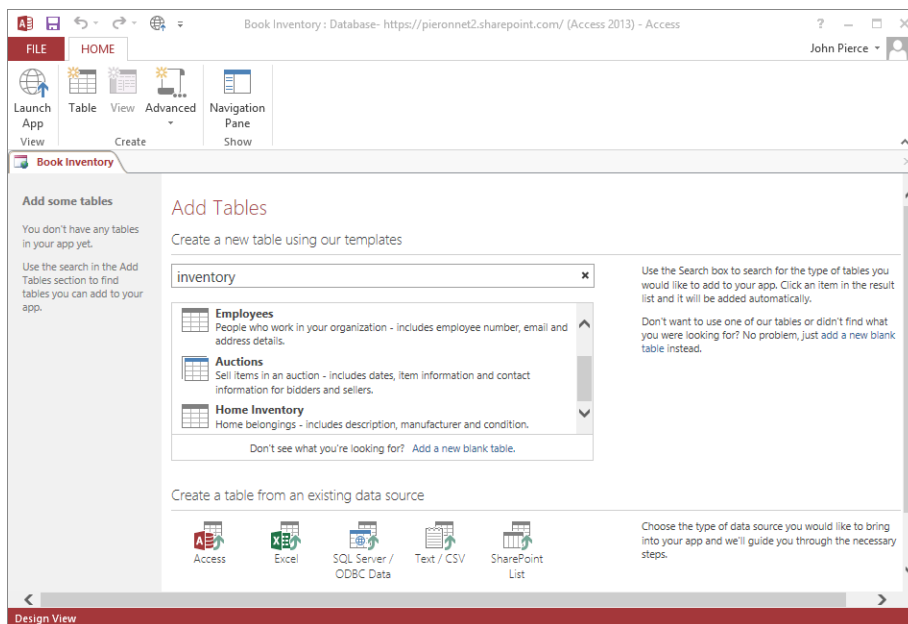 Book Inventory : Database- https://pieronnet2.sharepoint.com/ (Access 2013) - Access
FILE
HOME
John Pierce
Launch
App
Table
View
Advanced
Navigation
Pane
View
Create
Show
Book Inventory
Add some tables
You don't have any tables
in your app yet.
Use the search in the Add
Tables section to find
tables you can add to your
app.
Add Tables
Create a new table using our templates
inventory
Employees
People who work in your organization - includes employee number, email and
address details.
Auctions
Sell items in an auction - includes dates, item information and contact
information for bidders and sellers.
Home Inventory
Home belongings - includes description, manufacturer and condition.
Don't see what you're looking for? Add a new blank table.
Use the Search box to search for the type of tables you
would like to add to your app. Click an item in the result
list and it will be added automatically.
Don't want to use one of our tables or didn't find what
you were looking for? No problem, just add a new blank
table instead.
Create a table from an existing data source
Access
Excel
SQL Server /
ODBC Data
Text / CSV
SharePoint
List
Choose the type of data source you would like to bring
into your app and we'll guide you through the necessary
steps.
Design View